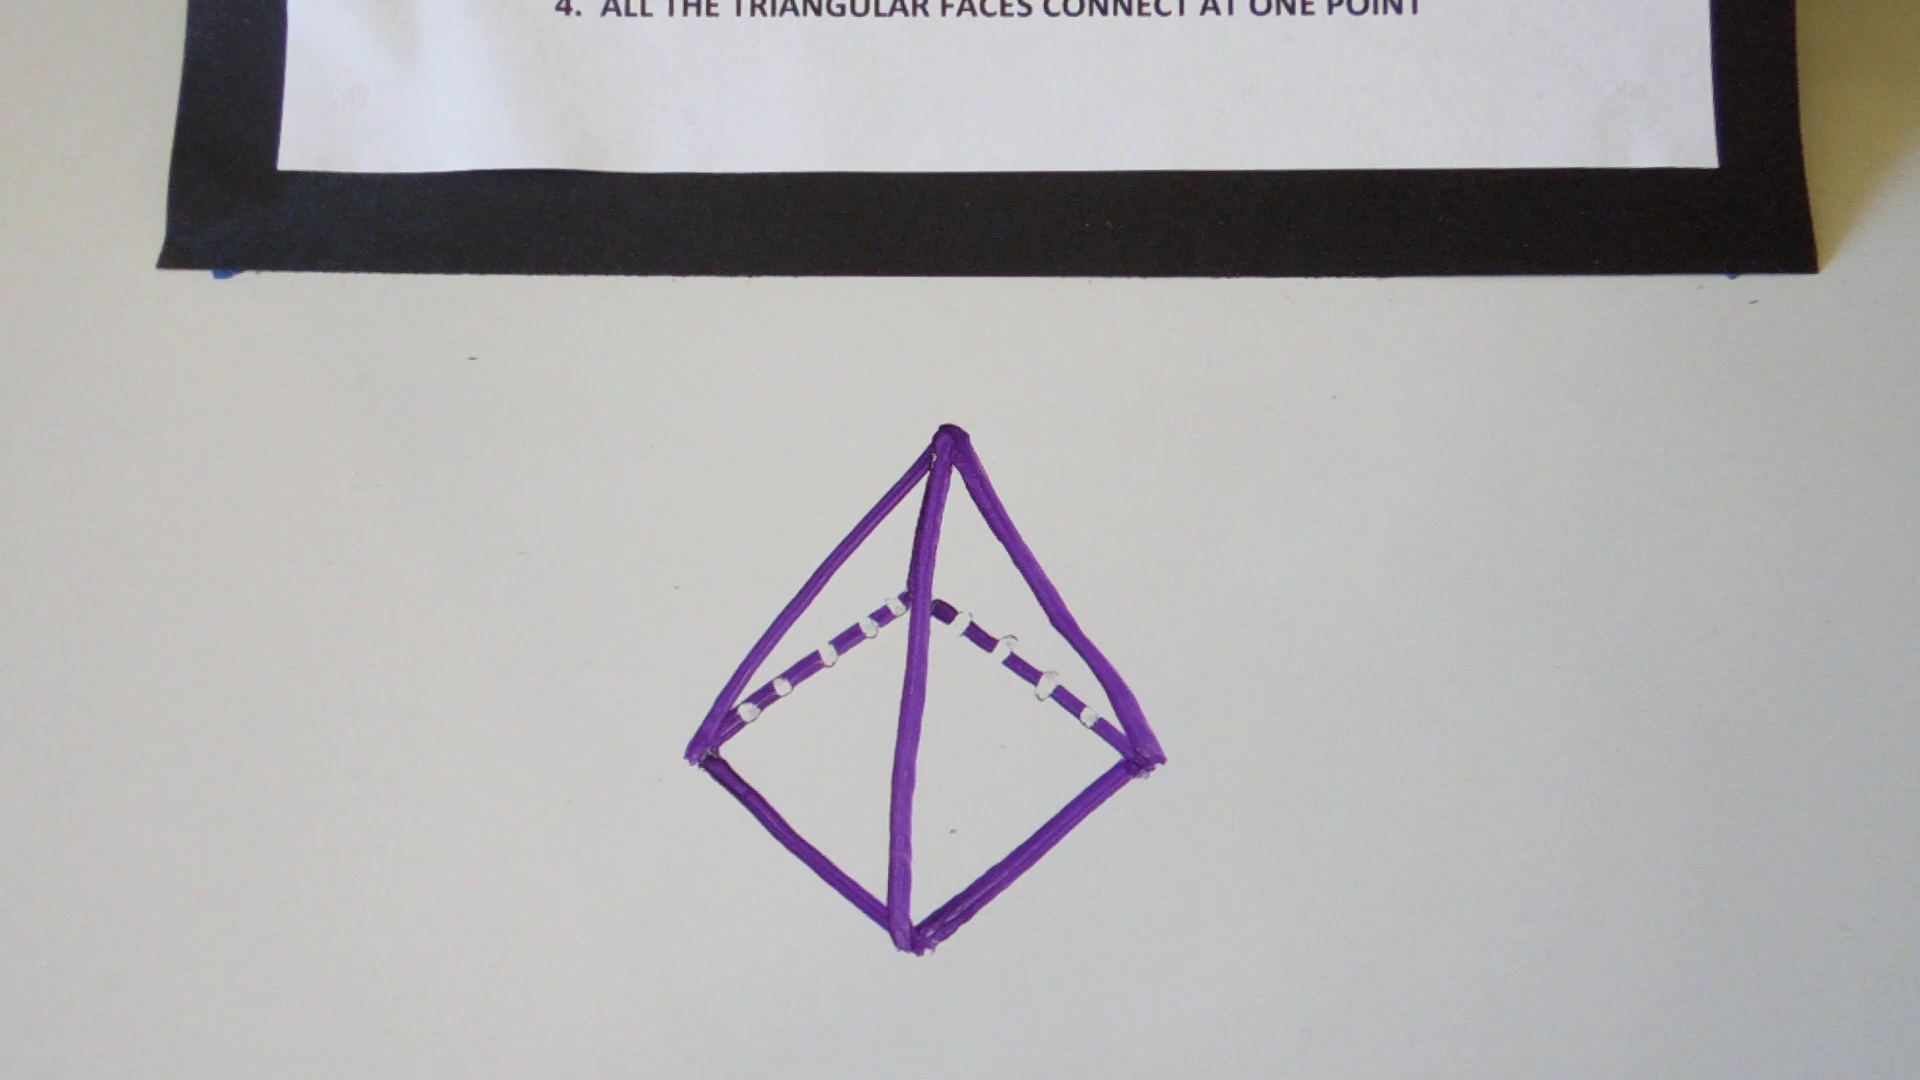 4. ALL THE TRIANGULAR FACES CONNECT AT ONE POINT